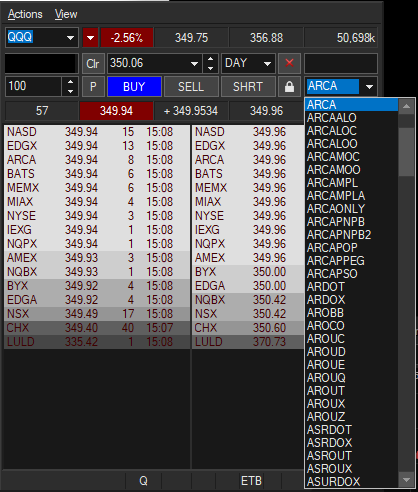 Actions View
QQQ -2.56% 349.75 356.88 50,698k
Clr 350.06 DAY
100 P BUY SELL SHRT ARCA
57 349.94 + 349.9534 349.96
NASD 349.94 15 15:08 NASD 349.96
EDGX 349.94 13 15:08 EDGX 349.96
ARCA 349.94 8 15:08 ARCA 349.96
BATS 349.94 6 15:08 BATS 349.96
MEMX 349.94 6 15:08 MEMX 349.96
MIAX 349.94 4 15:08 MIAX 349.96
NYSE 349.94 3 15:08 NYSE 349.96
IEXG 349.94 1 15:08 IEXG 349.96
NQPX 349.94 1 15:08 NQPX 349.96
AMEX 349.93 3 15:08 AMEX 349.96
NQBX 349.93 1 15:08 BYX 350.00
BYX 349.92 4 15:08 EDGA 350.00
EDGA 349.92 4 15:08 NQBX 350.42
NSX 349.49 17 15:08 NSX 350.42
CHX 349.40 40 15:07 CHX 350.60
LULD 335.42 1 15:08 LULD 370.73
ARCA
ARCAALO
ARCALOC
ARCALOO
ARCAMOC
ARCAMOO
ARCAMPL
ARCAMPLA
ARCAONLY
ARCAPNPB
ARCAPNPB2
ARCAPOP
ARCAPPEG
ARCAPSO
ARDOT
ARDOX
AROBB
AROCO
AROUC
AROUD
AROUE
AROUQ
AROUT
AROUX
AROUZ
ASRDOT
ASRDOX
ASROUT
ASROUX
ASURDOX
Q ETB